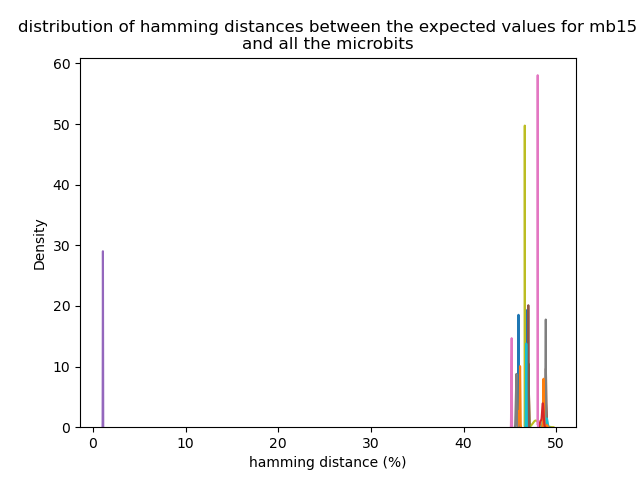 distribution of hamming distances between the expected values for mb15
and all the microbits
60
50
40
30
20
10
0
Density
0 10 20 30 40 50
hamming distance (%)